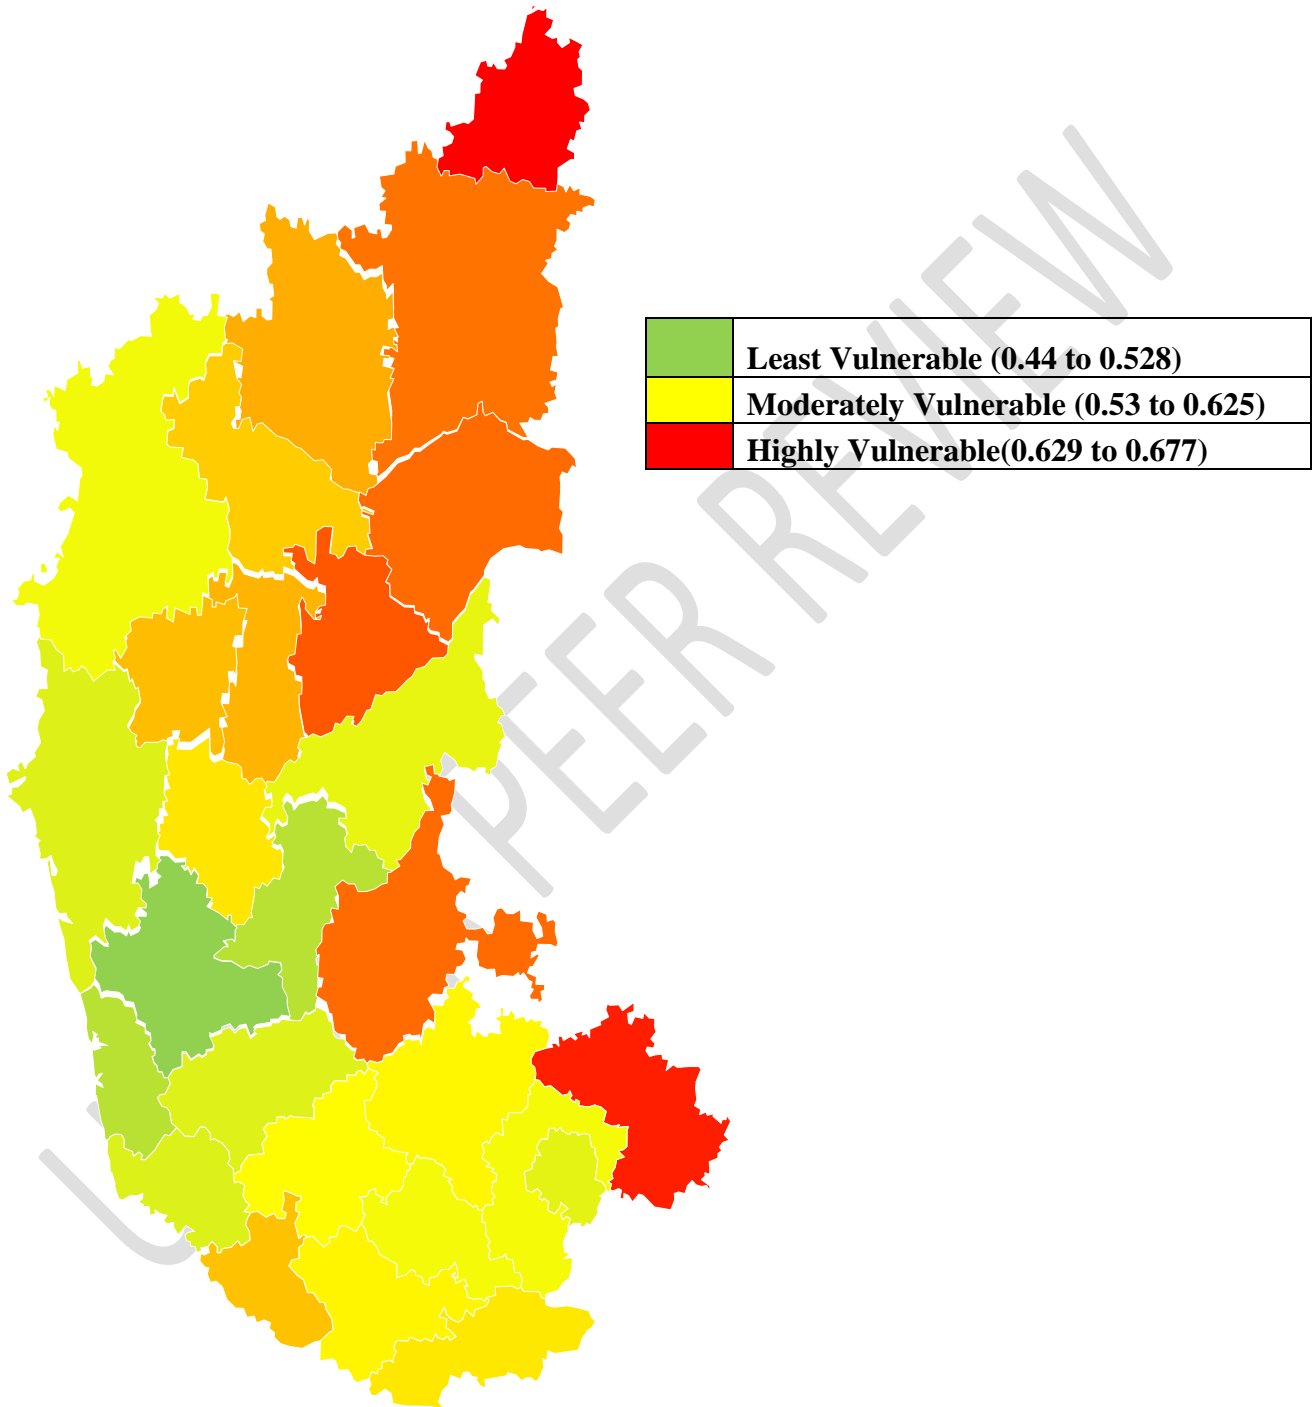 Least Vulnerable (0.44 to 0.528)
Moderately Vulnerable (0.53 to 0.625)
Highly Vulnerable(0.629 to 0.677)
PEER REVIEW